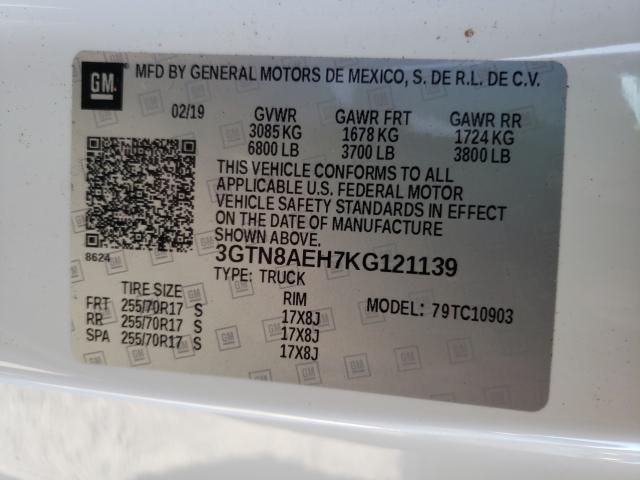 GM MFD BY GENERAL MOTORS DE MEXICO, S. DE R.L. DE C.V.
02/19 GVWR GAWR FRT GAWR RR
3085 KG 1678 KG 1724 KG
6800 LB 3700 LB 3800 LB
THIS VEHICLE CONFORMS TO ALL
APPLICABLE U.S. FEDERAL MOTOR
VEHICLE SAFETY STANDARDS IN EFFECT
ON THE DATE OF MANUFACTURE
SHOWN ABOVE.
8624
3GTN8AEH7KG121139
TYPE: TRUCK
TIRE SIZE RIM MODEL: 79TC10903
FRT 255/70R17 S 17X8J
RR 255/70R17 S 17X8J
SPA 255/70R17 S 17X8J